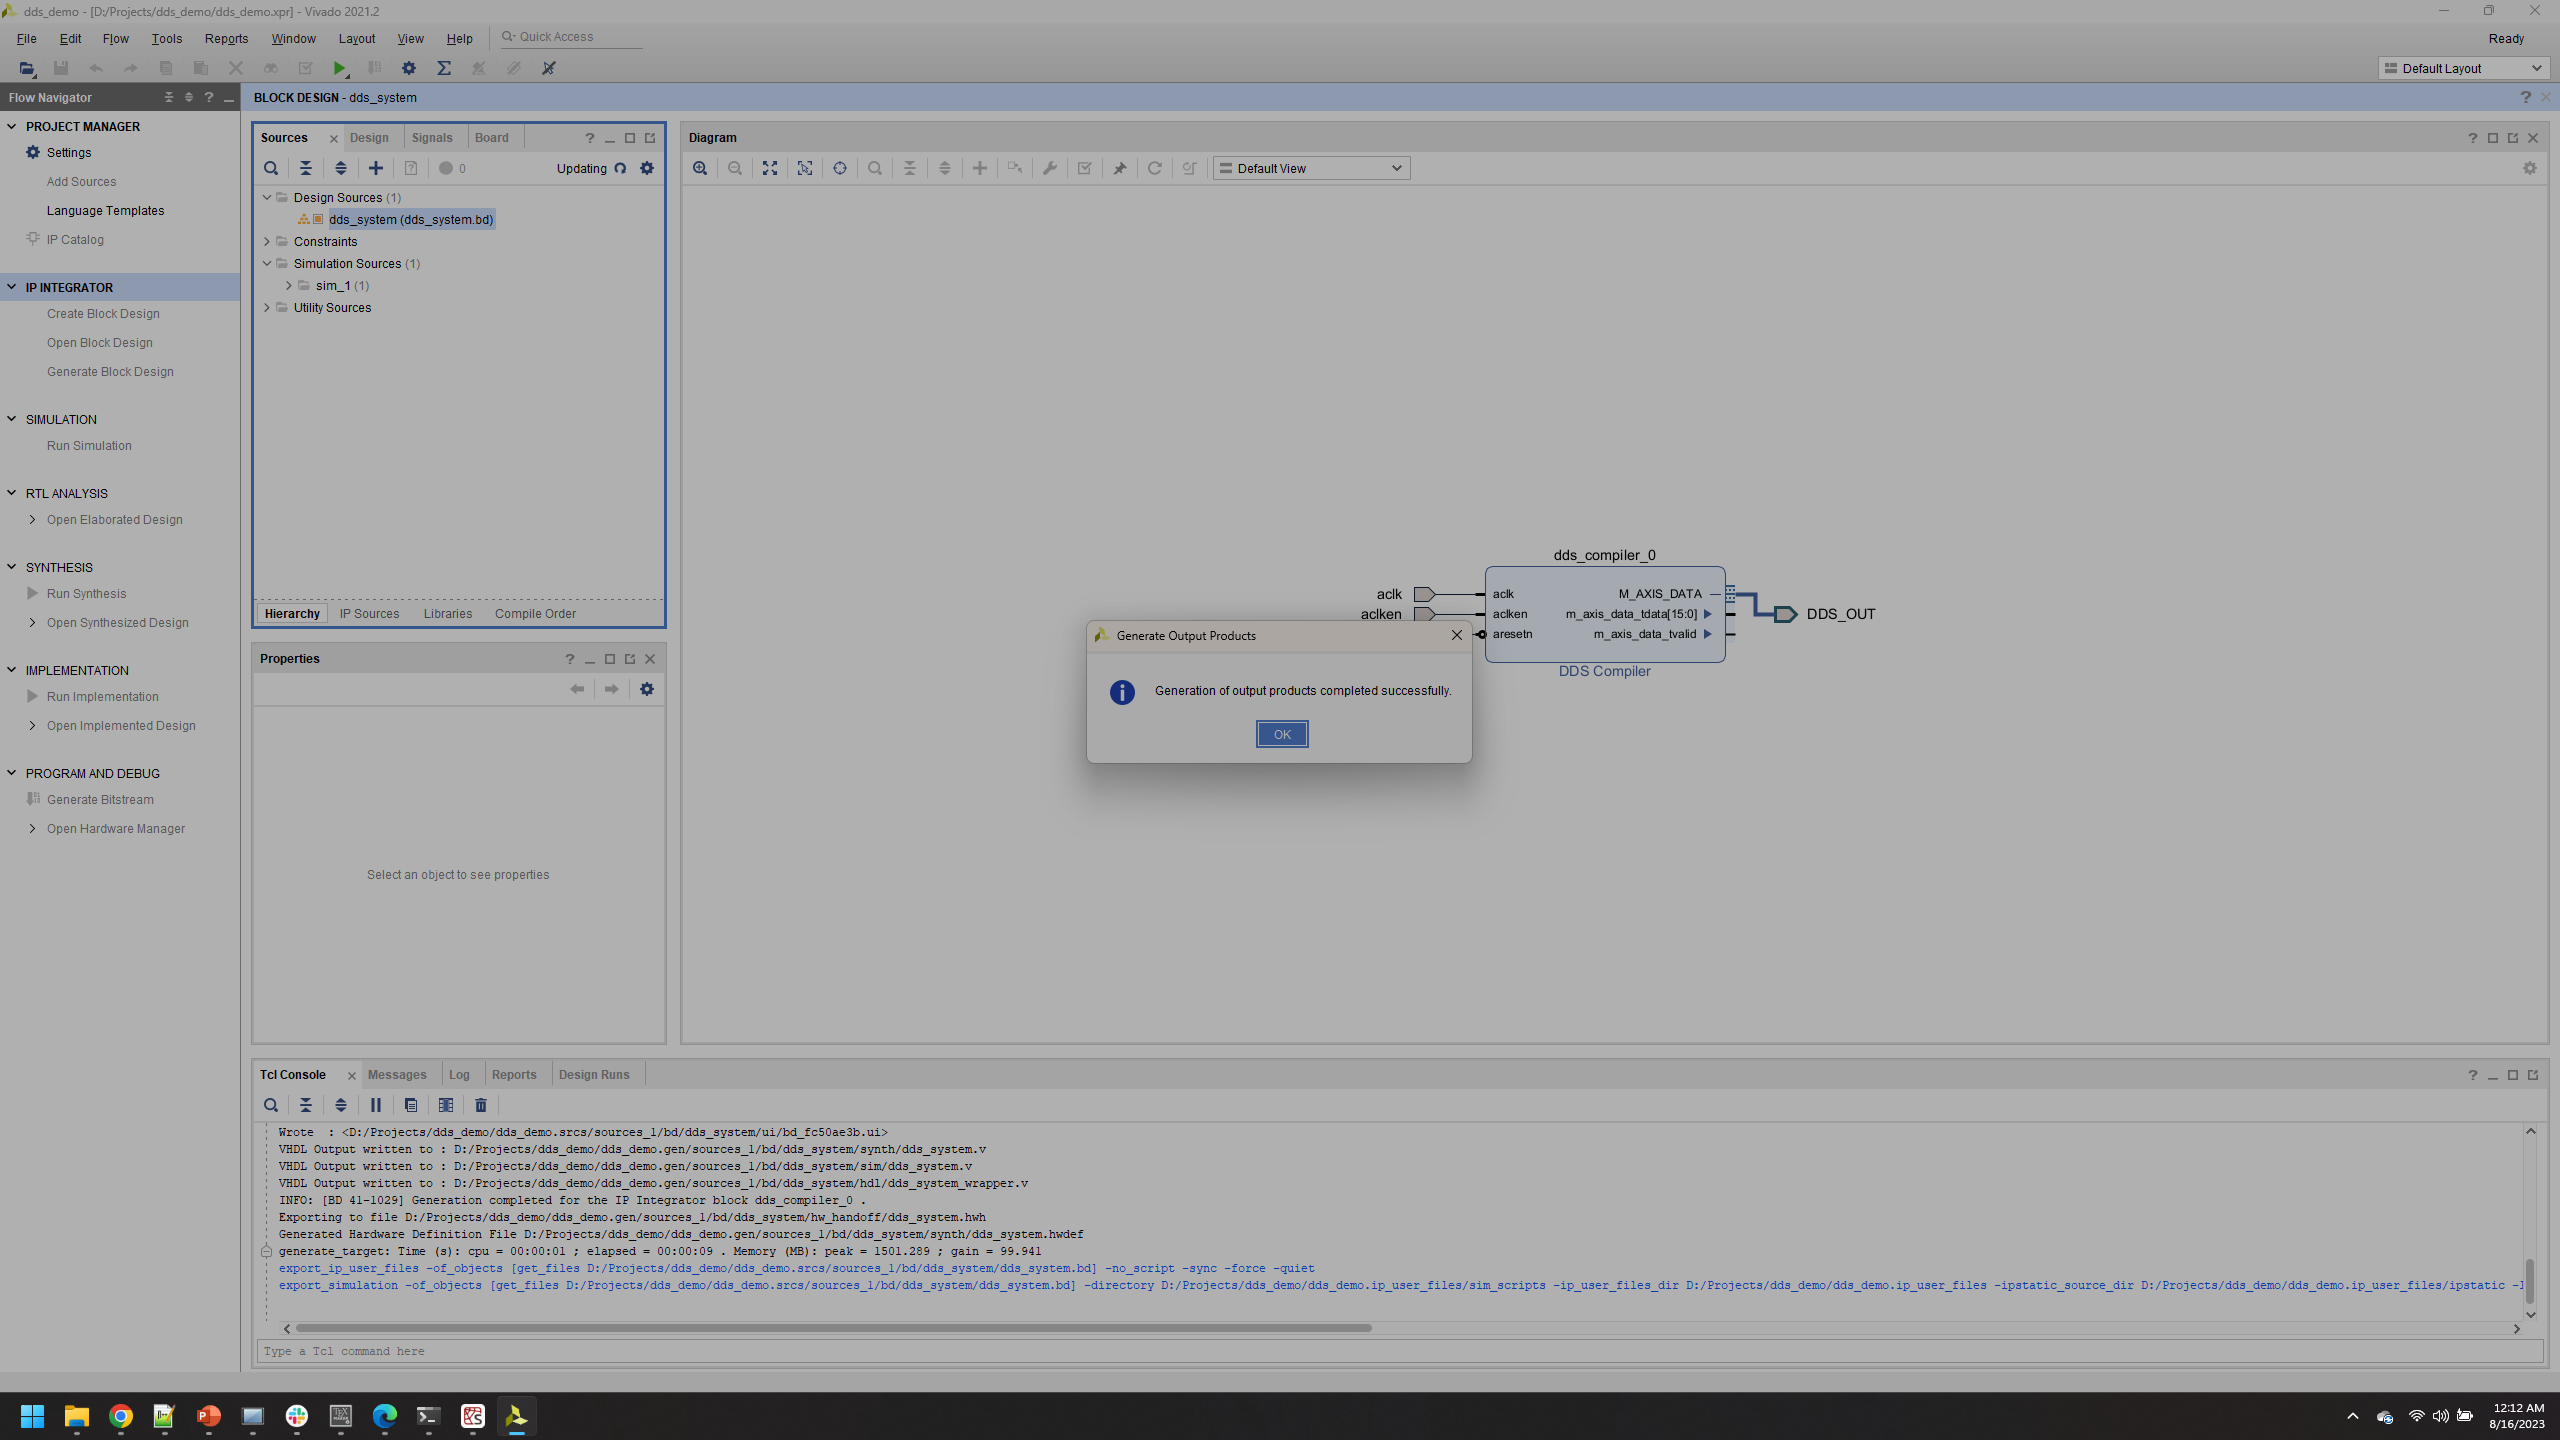 dds_demo - [D:/Projects/dds_demo/dds_demo.xpr] - Vivado 2021.2
File Edit Flow Tools Reports Window Layout View Help Quick Access Ready
Default Layout
Flow Navigator
BLOCK DESIGN - dds_system
PROJECT MANAGER
Settings
Add Sources
Language Templates
IP Catalog
IP INTEGRATOR
Create Block Design
Open Block Design
Generate Block Design
SIMULATION
Run Simulation
RTL ANALYSIS
Open Elaborated Design
SYNTHESIS
Run Synthesis
Open Synthesized Design
IMPLEMENTATION
Run Implementation
Open Implemented Design
PROGRAM AND DEBUG
Generate Bitstream
Open Hardware Manager
Sources Design Signals Board
0 Updating
Design Sources (1)
dds_system (dds_system.bd)
Constraints
Simulation Sources (1)
sim_1 (1)
Utility Sources
Hierarchy IP Sources Libraries Compile Order
Properties
Select an object to see properties
Diagram
Default View
dds_compiler_0
aclk aclk M_AXIS_DATA
aclken aclken m_axis_data_tdata[15:0] DDS_OUT
aresetn m_axis_data_tvalid
DDS Compiler
Generate Output Products
Generation of output products completed successfully.
OK
Tcl Console Messages Log Reports Design Runs
Wrote : <D:/Projects/dds_demo/dds_demo.srcs/sources_1/bd/dds_system/ui/bd_fc50ae3b.ui>
VHDL Output written to : D:/Projects/dds_demo/dds_demo.gen/sources_1/bd/dds_system/synth/dds_system.v
VHDL Output written to : D:/Projects/dds_demo/dds_demo.gen/sources_1/bd/dds_system/sim/dds_system.v
VHDL Output written to : D:/Projects/dds_demo/dds_demo.gen/sources_1/bd/dds_system/hdl/dds_system_wrapper.v
INFO: [BD 41-1029] Generation completed for the IP Integrator block dds_compiler_0 .
Exporting to file D:/Projects/dds_demo/dds_demo.gen/sources_1/bd/dds_system/hw_handoff/dds_system.hwh
Generated Hardware Definition File D:/Projects/dds_demo/dds_demo.gen/sources_1/bd/dds_system/synth/dds_system.hwdef
generate_target: Time (s): cpu = 00:00:01 ; elapsed = 00:00:09 . Memory (MB): peak = 1501.289 ; gain = 99.941
export_ip_user_files -of_objects [get_files D:/Projects/dds_demo/dds_demo.srcs/sources_1/bd/dds_system/dds_system.bd] -no_script -sync -force -quiet
export_simulation -of_objects [get_files D:/Projects/dds_demo/dds_demo.srcs/sources_1/bd/dds_system/dds_system.bd] -directory D:/Projects/dds_demo/dds_demo.ip_user_files/sim_scripts -ip_user_files_dir D:/Projects/dds_demo/dds_demo.ip_user_files -ipstatic_source_dir D:/Projects/dds_demo/dds_demo.ip_user_files/ipstatic
Type a Tcl command here
12:12 AM
8/16/2023